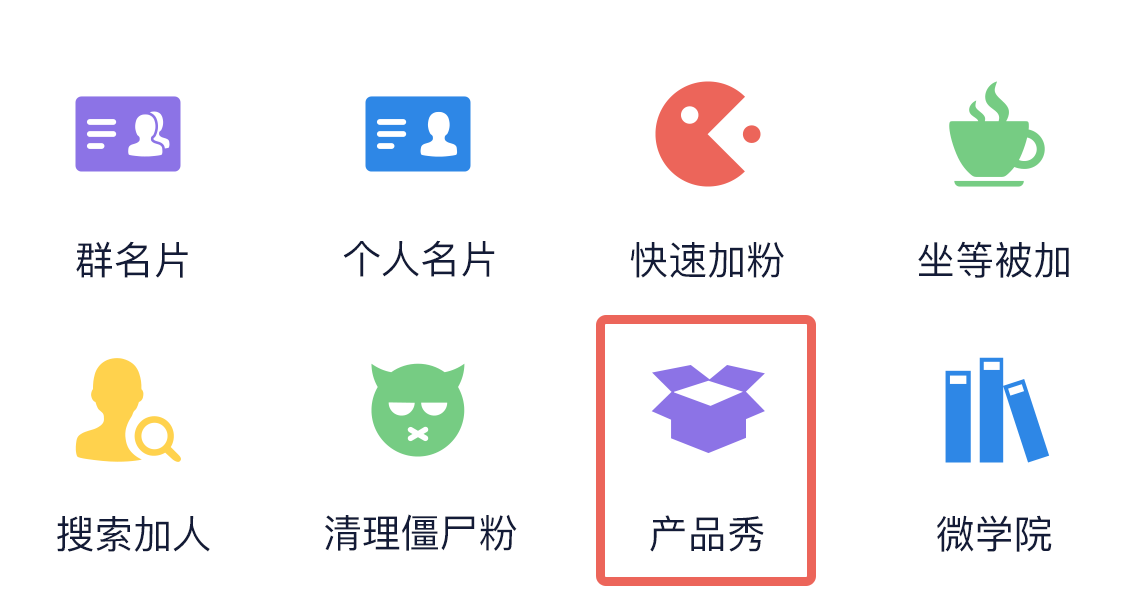 群名片
个人名片
快速加粉
坐等被加
搜索加人
清理僵尸粉
产品秀
微学院